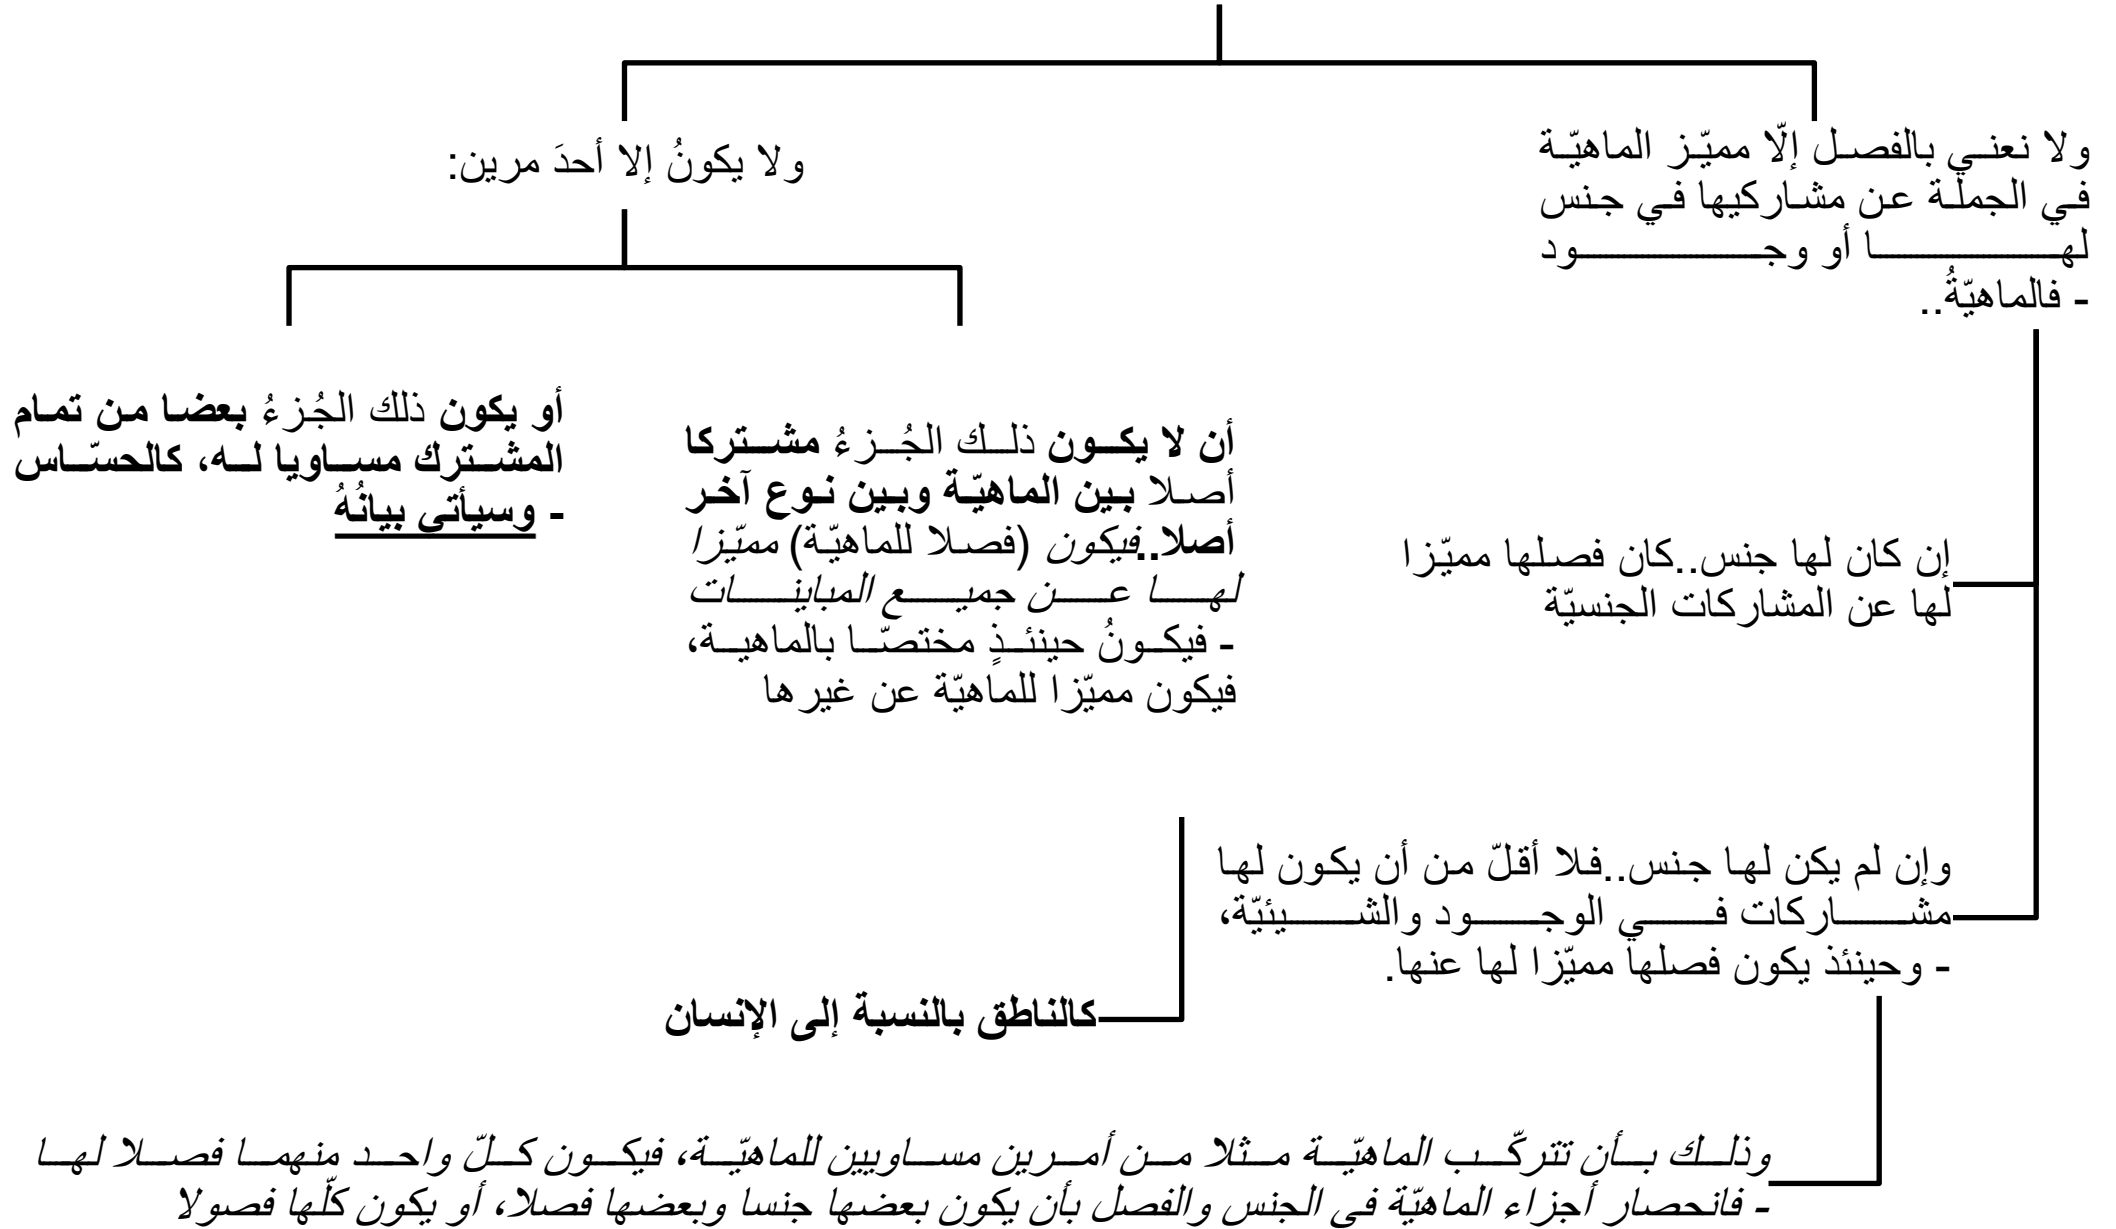 ولا نعني بالفصل إلّا مميّز الماهيّة
في الجملة عن مشاركيها في جنس
لها أو وجود
- فالماهيّةُ..
إن كان لها جنس..كان فصلها مميّزا
لها عن المشاركات الجنسيّة
وإن لم يكن لها جنس..فلا أقلّ من أن يكون لها
مشاركات في الوجود والشيئيّة،
- وحينئذ يكون فصلها مميّزا لها عنها.
وذلك بأن تتركّب الماهيّة مثلا من أمرين مساويين للماهيّة، فيكون كلّ واحد منهما فصلا لها
- فانحصار أجزاء الماهيّة في الجنس والفصل بأن يكون بعضها جنسا وبعضها فصلا، أو يكون كلّها فصولا
ولا يكونُ إلا أحدَ مرين:
أن لا يكون ذلك الجُزءُ مشتركا
أصلا بين الماهيّة وبين نوع آخر
أصلا..فيكون (فصلا للماهيّة) مميّزا
لها عن جميع المباينات
- فيكونُ حينئذٍ مختصّا بالماهية،
فيكون مميّزا للماهيّة عن غيرها
كالناطق بالنسبة إلى الإنسان
أو يكون ذلك الجُزءُ بعضا من تمام
المشترك مساويا له، كالحسّاس
- وسيأتي بيانُهُ